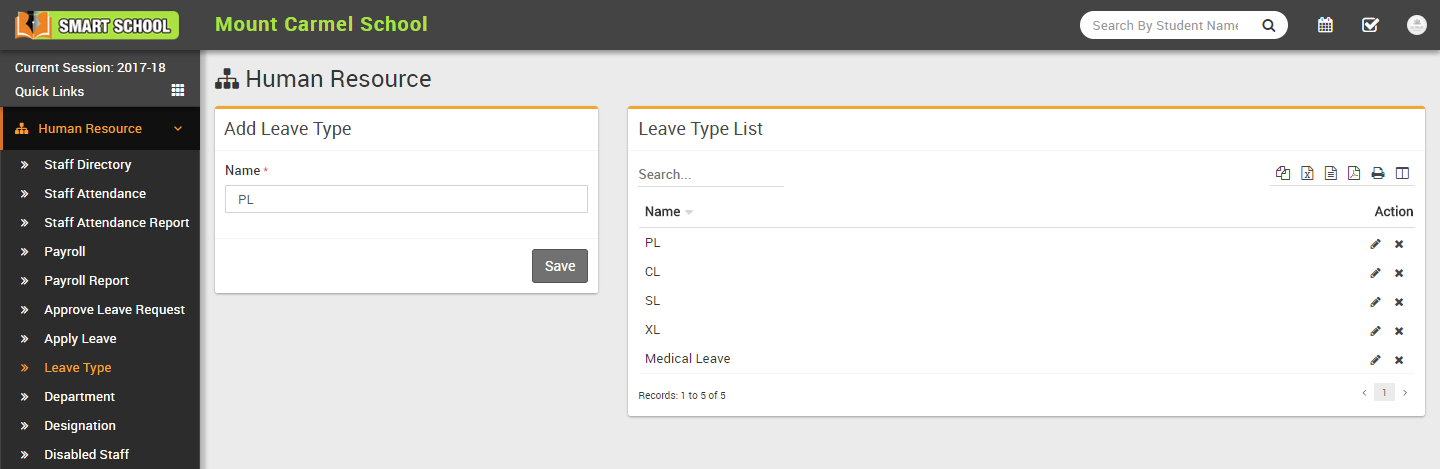 SMART SCHOOL
Mount Carmel School
Search By Student Name
Current Session: 2017-18
Quick Links
Human Resource
Staff Directory
Staff Attendance
Staff Attendance Report
Payroll
Payroll Report
Approve Leave Request
Apply Leave
Leave Type
Department
Designation
Disabled Staff
Human Resource
Add Leave Type
Name *
PL
Save
Leave Type List
Search...
Name Action
PL
CL
SL
XL
Medical Leave
Records: 1 to 5 of 5
1